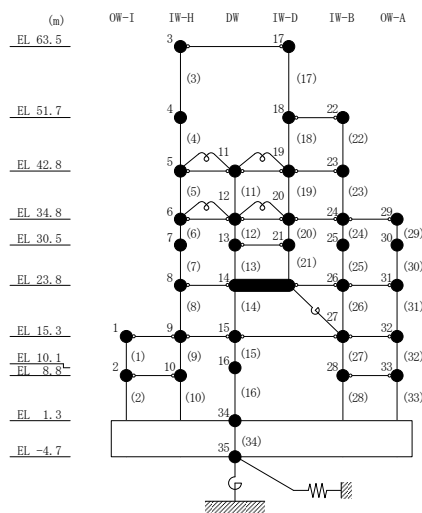 (m) OW-I IW-H DW IW-D IW-B OW-A
EL 63.5 3 17
(3) (17)
EL 51.7 4 18 22
(4) (18) (22)
11 19
EL 42.8 5 23
(5) (11) (19) (23)
12 20
EL 34.8 6 24 29
(6) (12) (20) (24) (29)
EL 30.5 7 13 21 25 30
(7) (13) (21) (25) (30)
EL 23.8 8 14 26 31
(8) (14) (26) (31)
27
EL 15.3 1 9 15 32
(1) (9) (15) (27) (32)
EL 10.1 16
EL 8.8 2 10 28 33
(2) (10) (16) (28) (33)
EL 1.3 34
EL -4.7 35 (34)